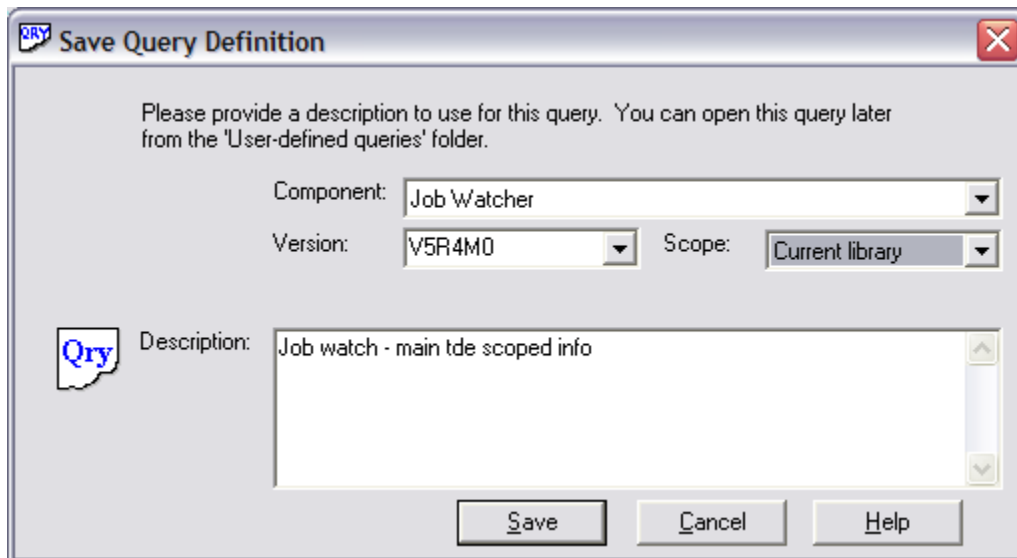 QRY Save Query Definition
Please provide a description to use for this query. You can open this query later
from the 'User-defined queries' folder.
Component: Job Watcher
Version: V5R4M0 Scope: Current library
Qry Description: Job watch - main tde scoped info
Save Cancel Help